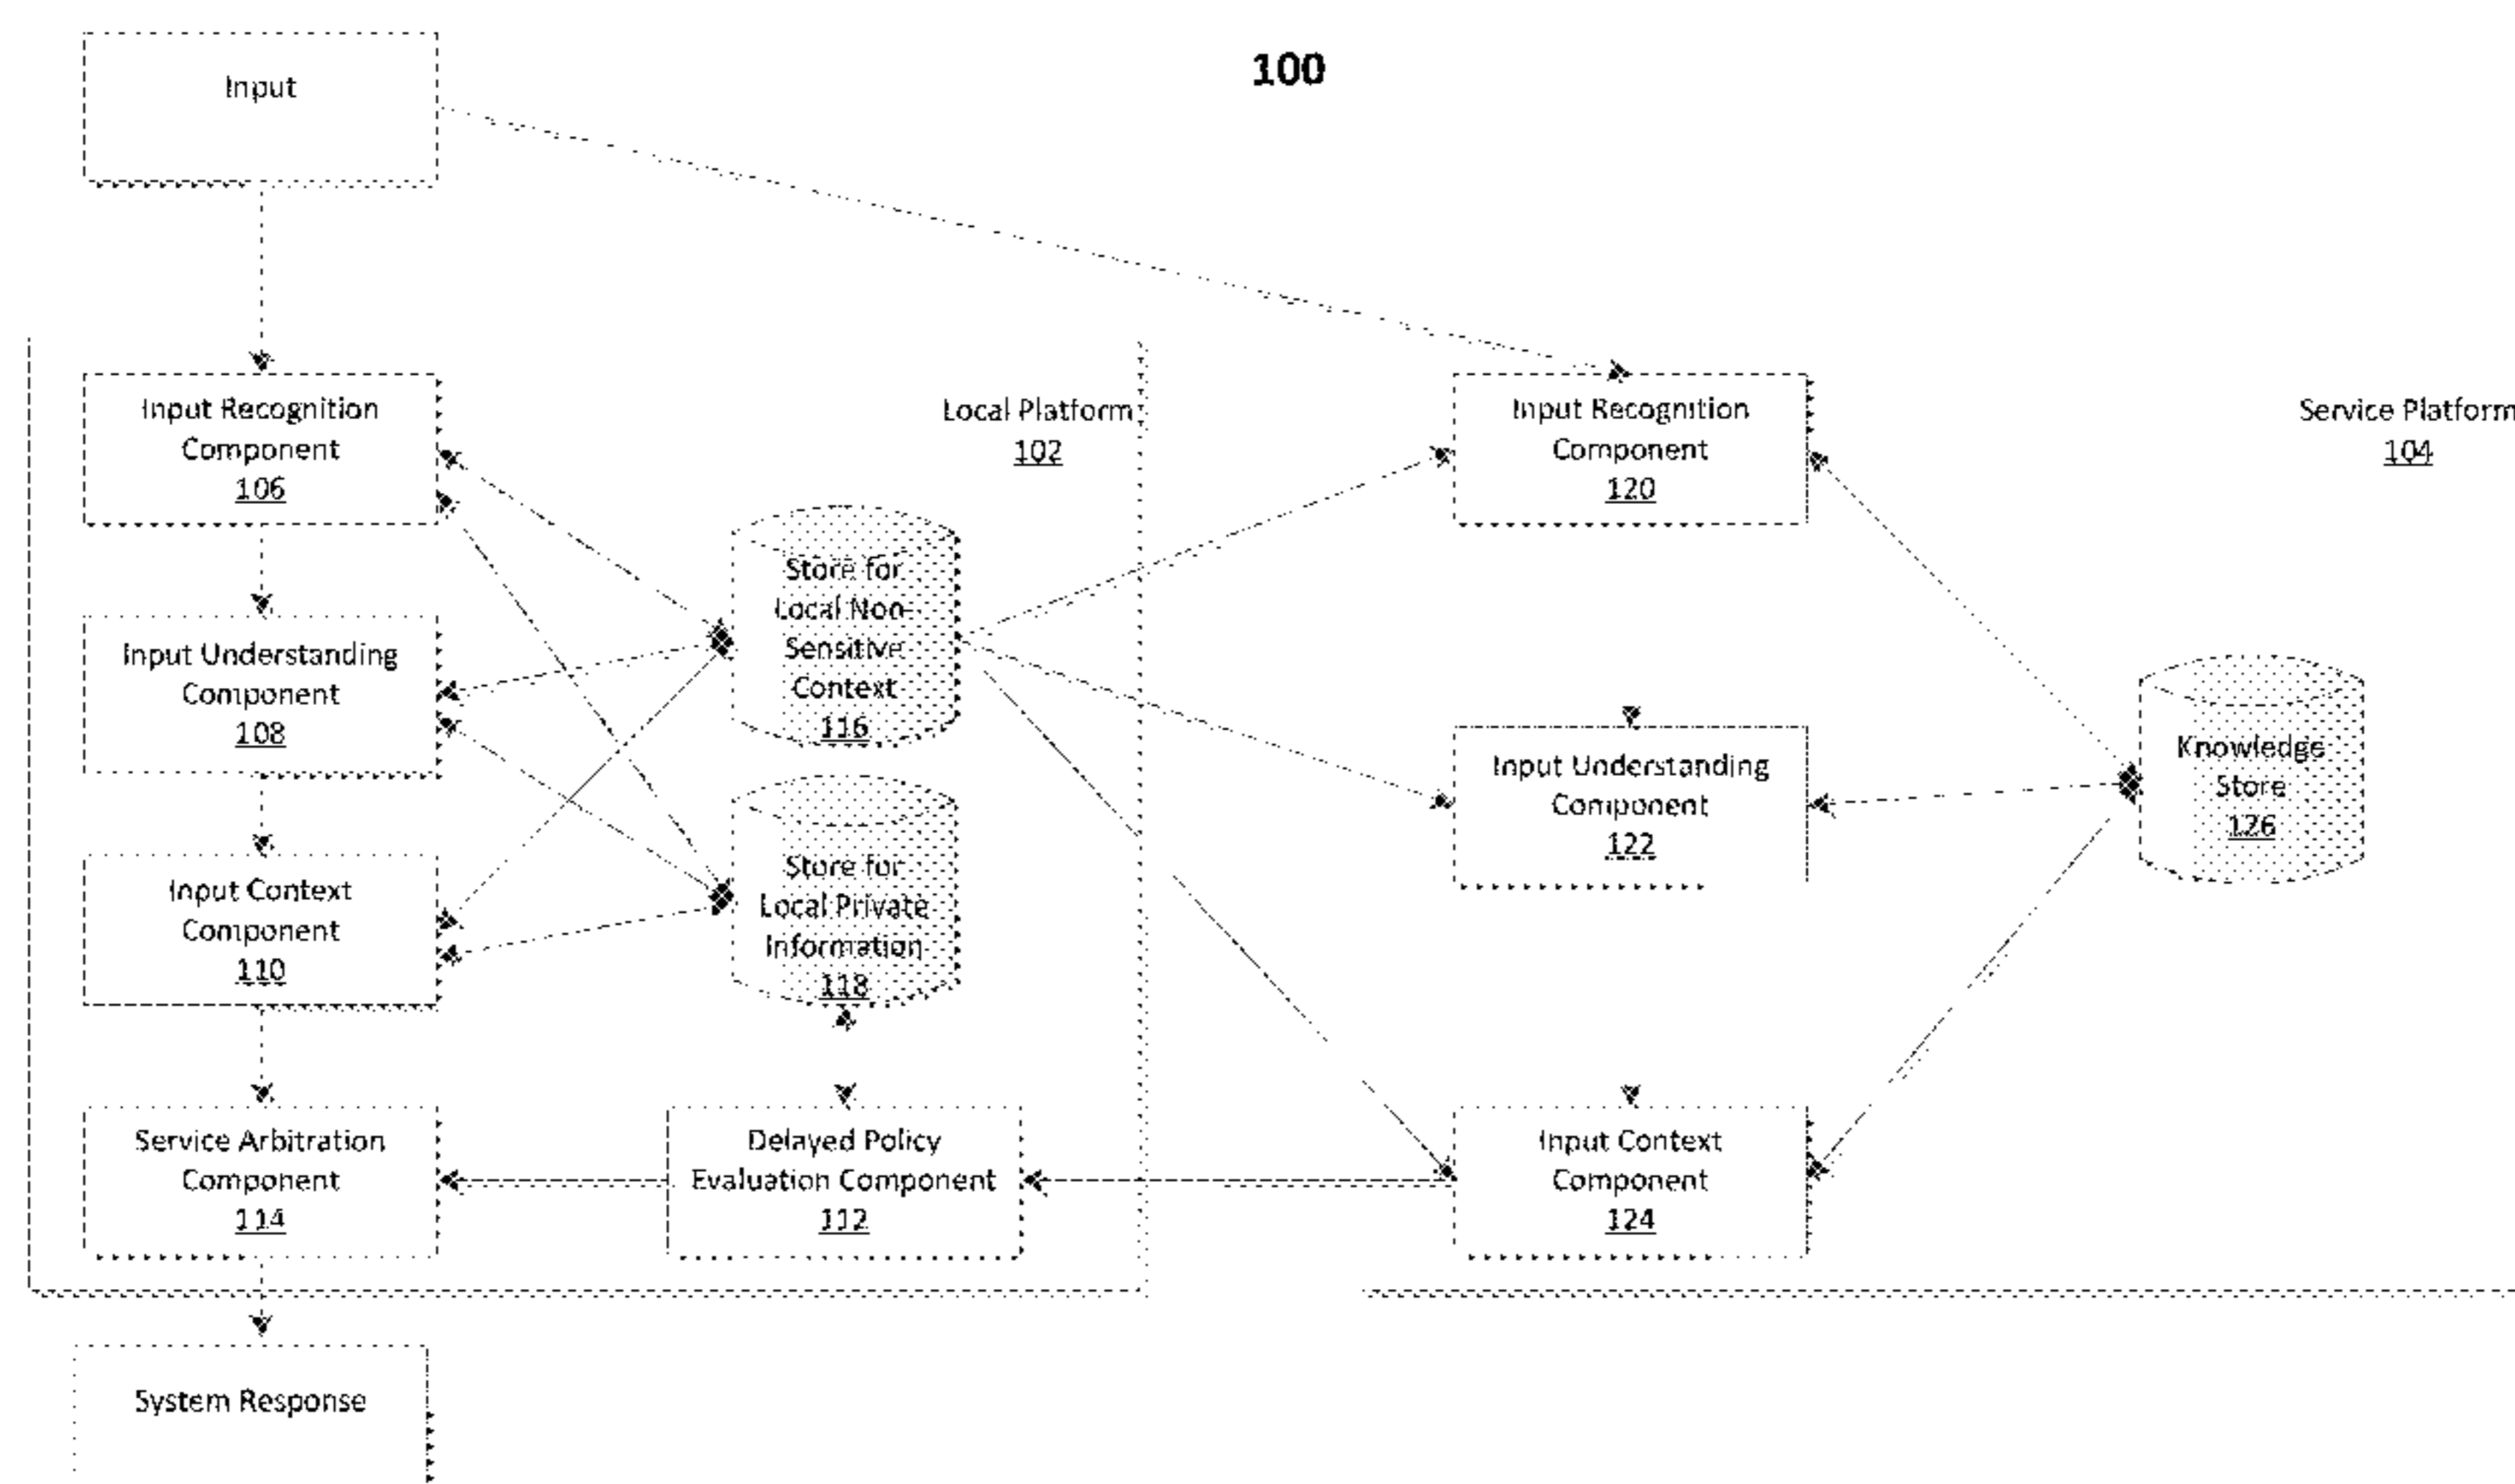 100
Input
Input Recognition
Component
106
Local Platform
102
Input Recognition
Component
120
Service Platform
104
Store for
Local Non-
Sensitive
Context
116
Input Understanding
Component
108
Input Understanding
Component
122
Knowledge
Store
126
Input Context
Component
110
Store for
Local Private
Information
118
Service Arbitration
Component
114
Delayed Policy
Evaluation Component
112
Input Context
Component
124
System Response